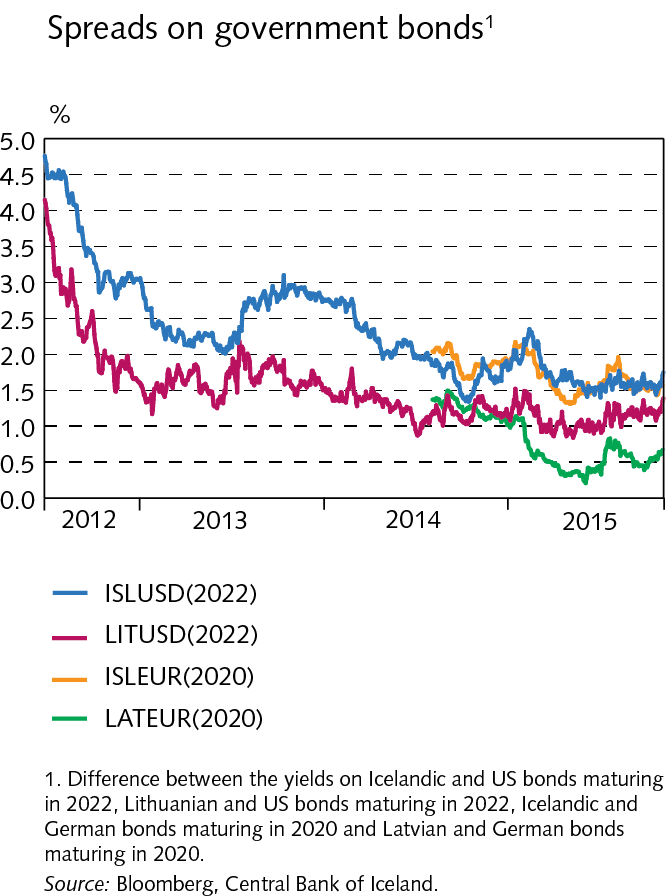 Spreads on government bonds¹
%
5.0
4.5
4.0
3.5
3.0
2.5
2.0
1.5
1.0
0.5
0.0
2012 2013 2014 2015
ISLUSD(2022)
LITUSD(2022)
ISLEUR(2020)
LATEUR(2020)
1. Difference between the yields on Icelandic and US bonds maturing
in 2022, Lithuanian and US bonds maturing in 2022, Icelandic and
German bonds maturing in 2020 and Latvian and German bonds
maturing in 2020.
Source: Bloomberg, Central Bank of Iceland.